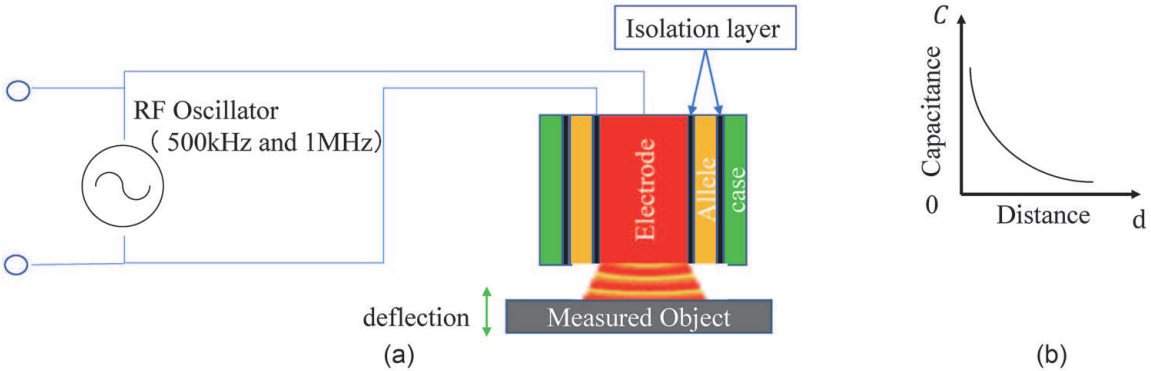 Isolation layer
RF Oscillator
( 500kHz and 1MHz)
Electrode
Allele
case
deflection
Measured Object
(a)
C
Capacitance
0
Distance
d
(b)